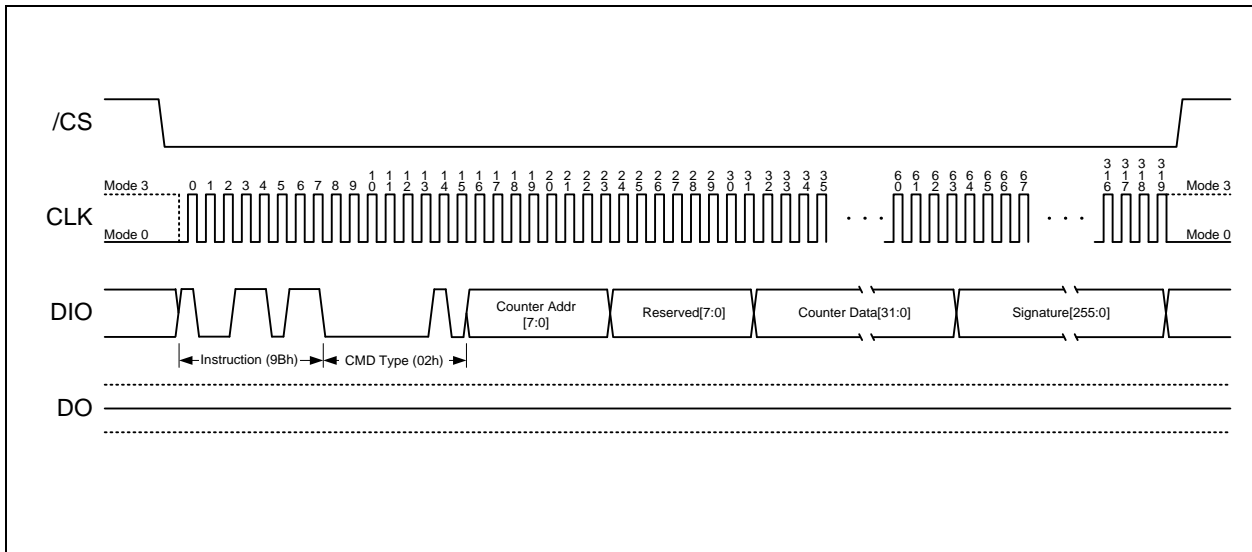 /CS
0 1 2 3 4 5 6 7 8 9 10 11 12 13 14 15 16 17 18 19 20 21 22 23 24 25 26 27 28 29 30 31 32 33 34 35 60 61 62 63 64 65 66 67 316 317 318 319
Mode 3 Mode 3
CLK . . . . . .
Mode 0 Mode 0
DIO Counter Addr Reserved[7:0] Counter Data[31:0] Signature[255:0]
[7:0]
Instruction (9Bh) CMD Type (02h)
DO